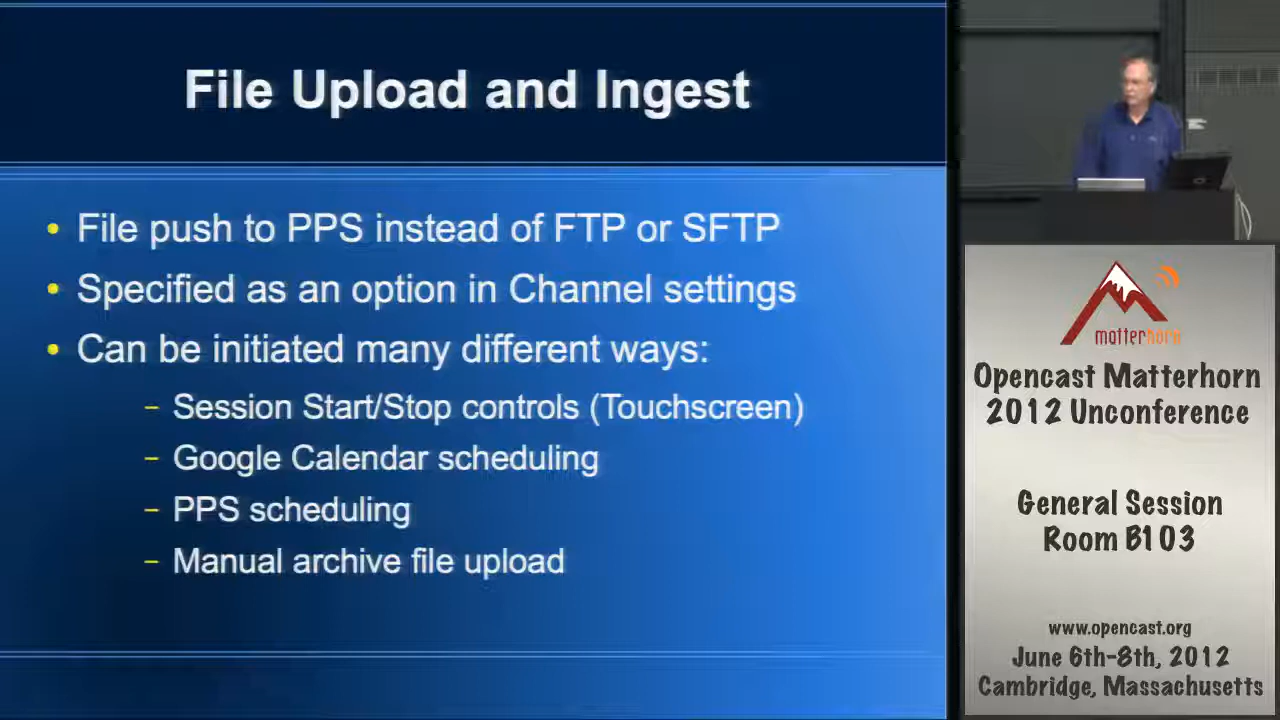 File Upload and Ingest
• File push to PPS instead of FTP or SFTP
• Specified as an option in Channel settings
• Can be initiated many different ways:
– Session Start/Stop controls (Touchscreen)
– Google Calendar scheduling
– PPS scheduling
– Manual archive file upload
matterhorn
Opencast Matterhorn
2012 Unconference
General Session
Room B103
www.opencast.org
June 6th-8th, 2012
Cambridge, Massachusetts